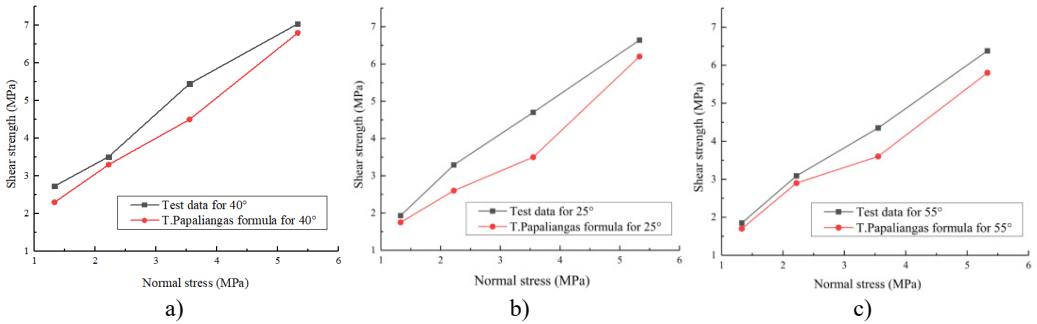 7
6
5
4
3
2
1
Shear strength (MPa)
Test data for 40°
T.Papaliangas formula for 40°
1 2 3 4 5 6
Normal stress (MPa)
a)
7
6
5
4
3
2
1
Shear strength (MPa)
Test data for 25°
T.Papaliangas formula for 25°
1 2 3 4 5 6
Normal stress (MPa)
b)
7
6
5
4
3
2
1
Shear strength (MPa)
Test data for 55°
T.Papaliangas formula for 55°
1 2 3 4 5 6
Normal stress (MPa)
c)